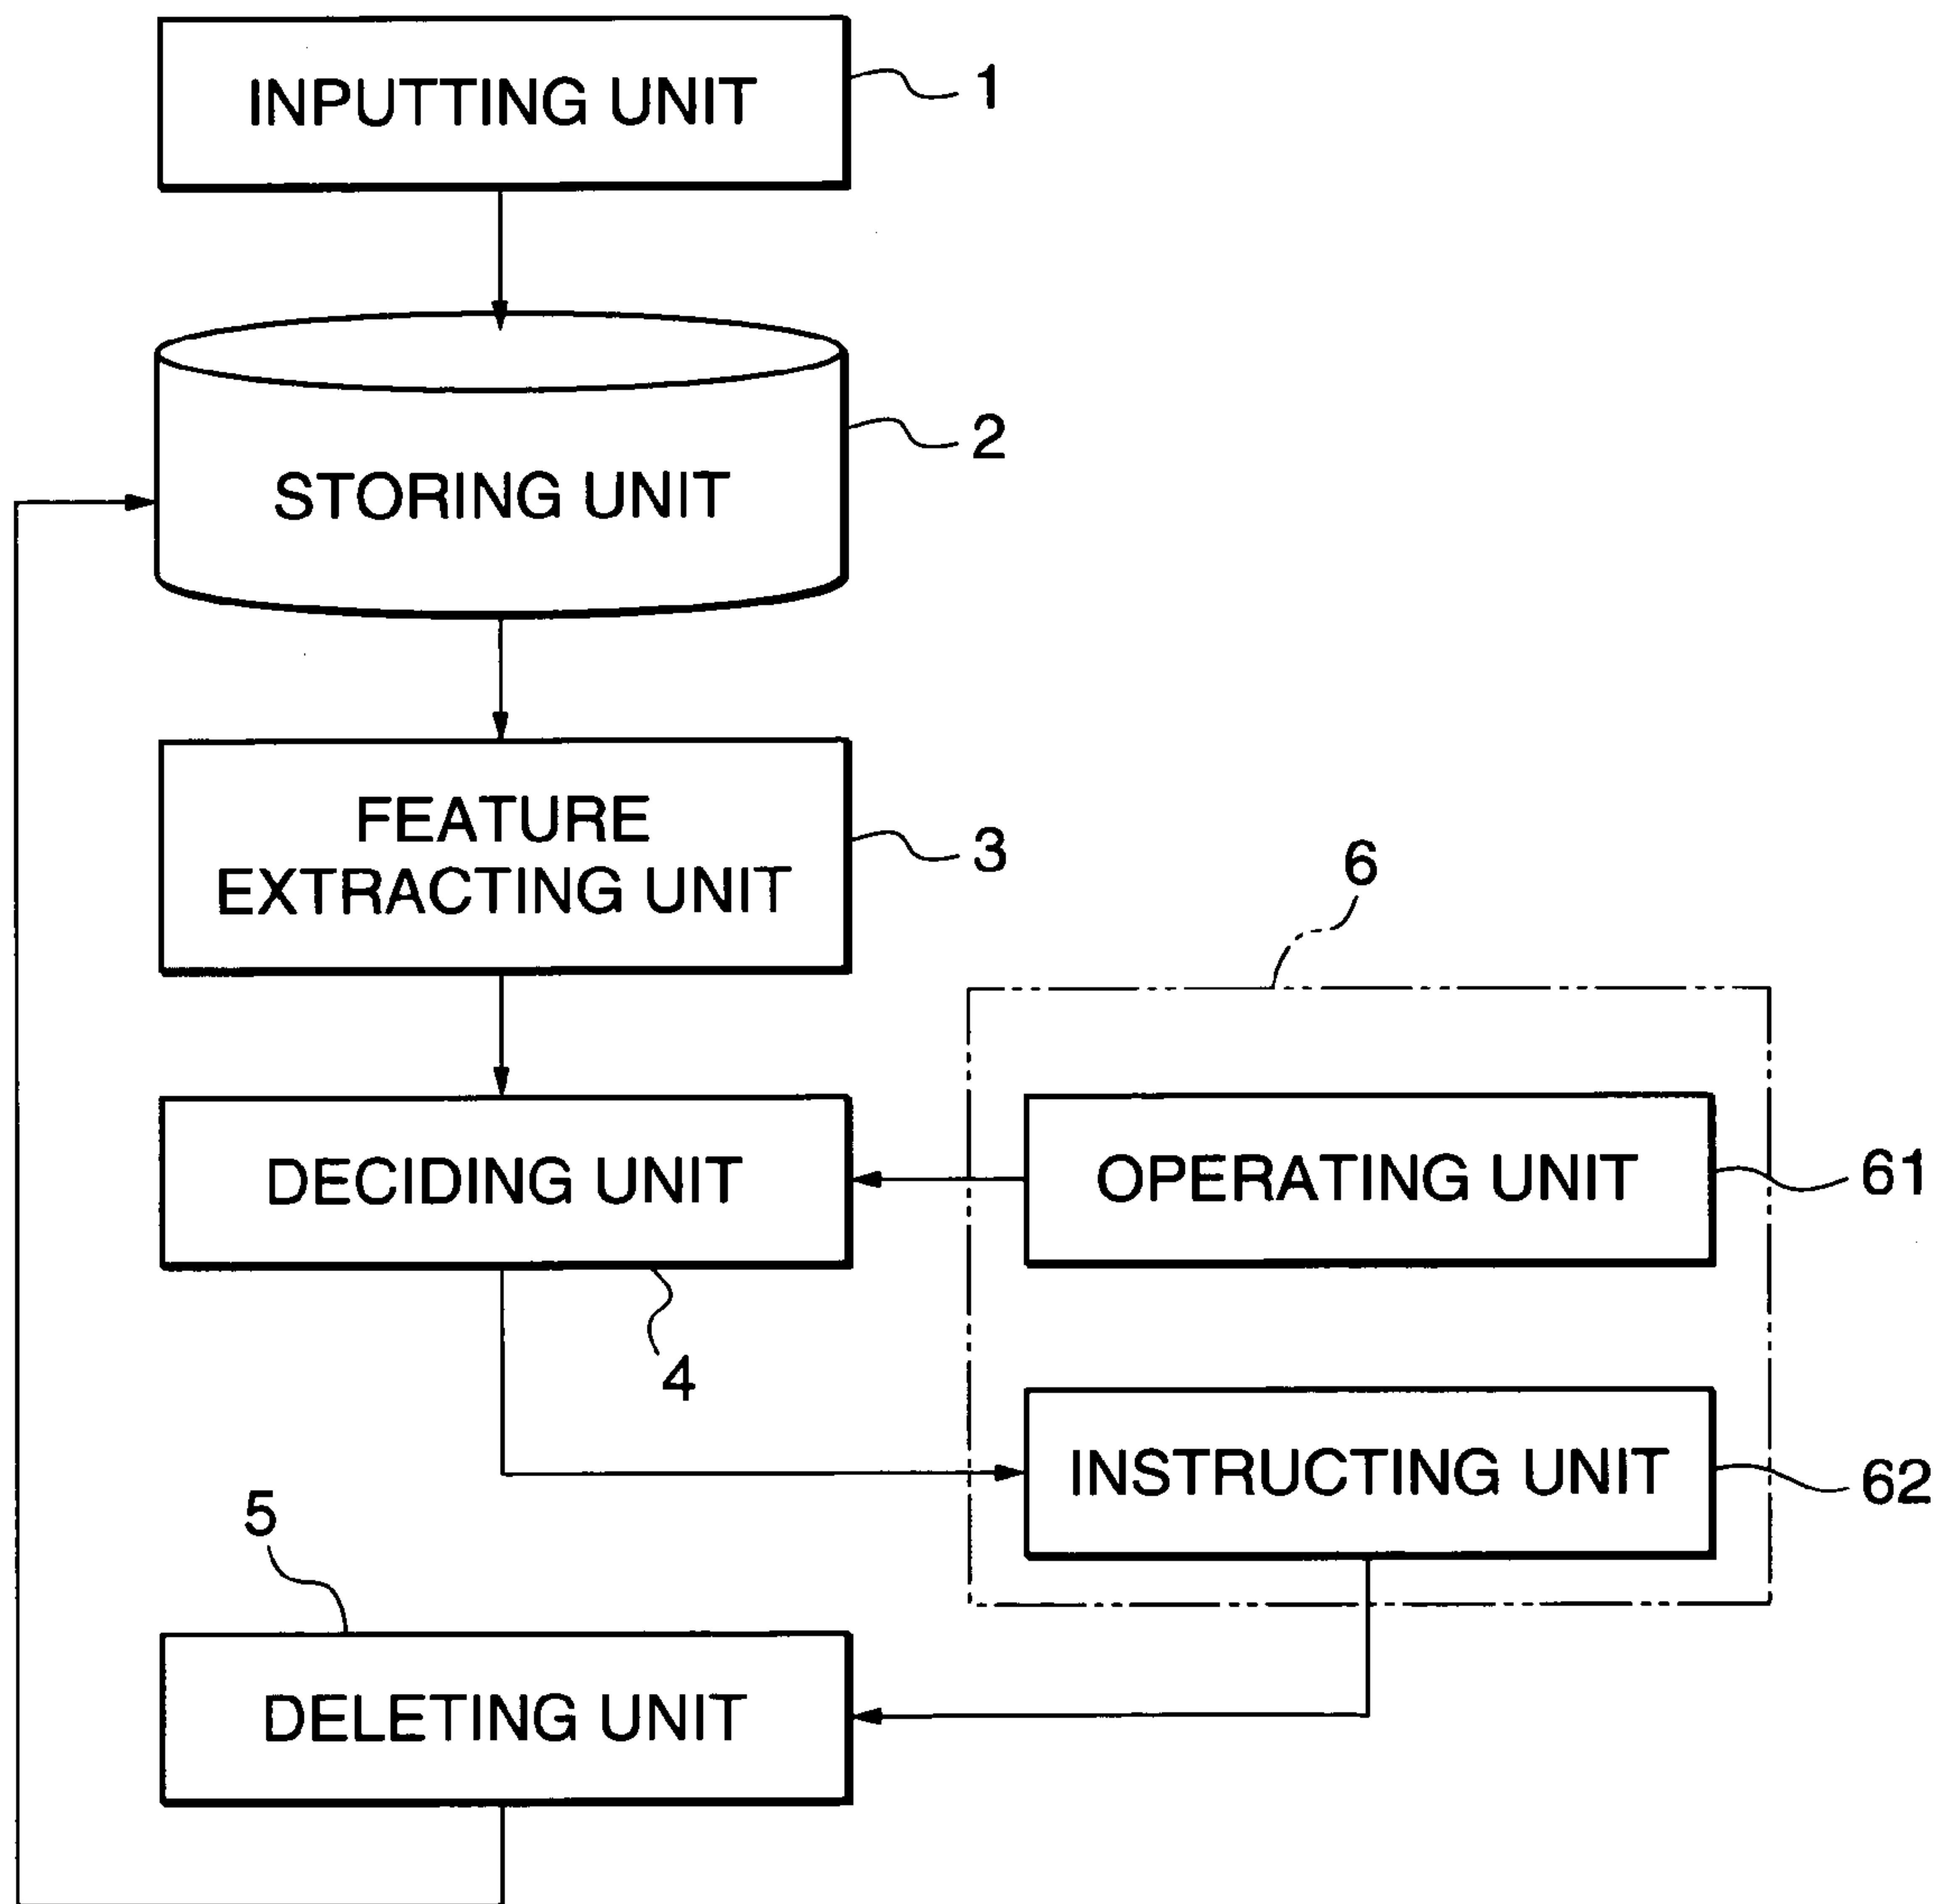 INPUTTING UNIT
1
2
STORING UNIT
FEATURE
EXTRACTING UNIT
3
6
DECIDING UNIT
OPERATING UNIT
61
4
INSTRUCTING UNIT
62
5
DELETING UNIT